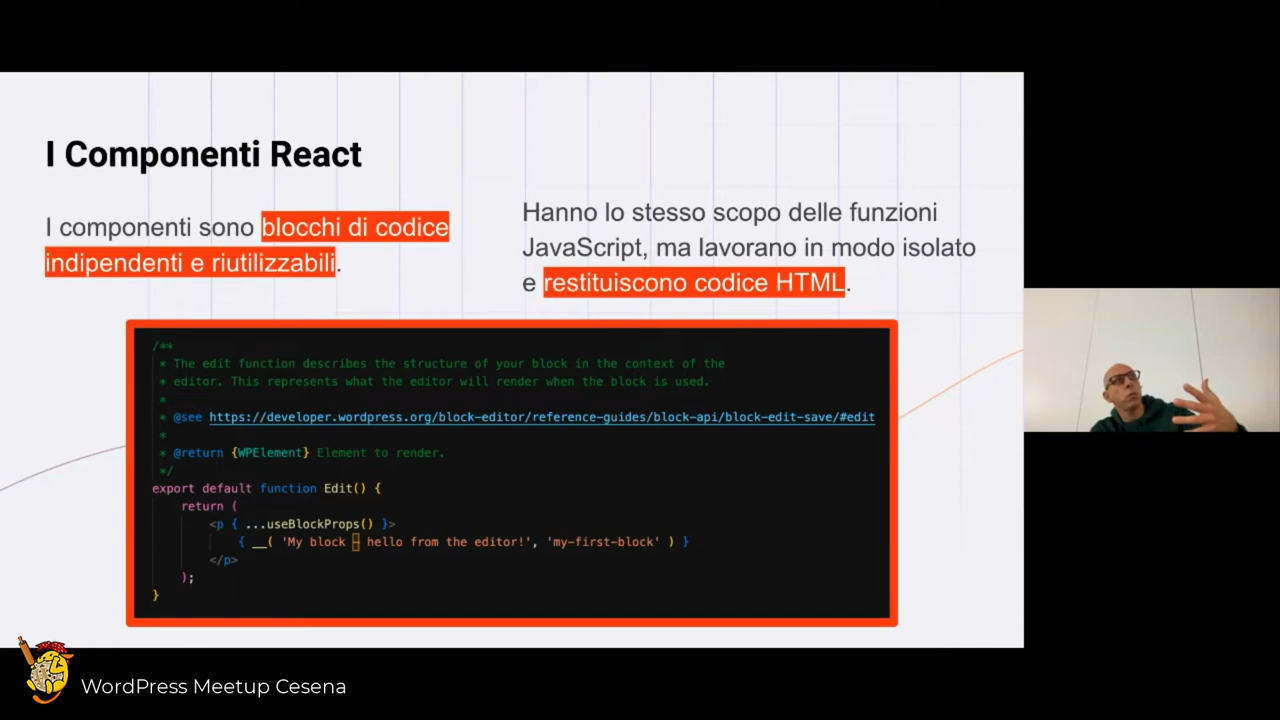 I Componenti React
I componenti sono blocchi di codice
indipendenti e riutilizzabili.
Hanno lo stesso scopo delle funzioni
JavaScript, ma lavorano in modo isolato
e restituiscono codice HTML.
/**
* The edit function describes the structure of your block in the context of the
* editor. This represents what the editor will render when the block is used.
*
* @see https://developer.wordpress.org/block-editor/reference-guides/block-api/block-edit-save/#edit
*
* @return {WPElement} Element to render.
*/
export default function Edit() {
return (
<p { ...useBlockProps() }>
{ __( 'My block – hello from the editor!', 'my-first-block' ) }
</p>
);
}
WordPress Meetup Cesena